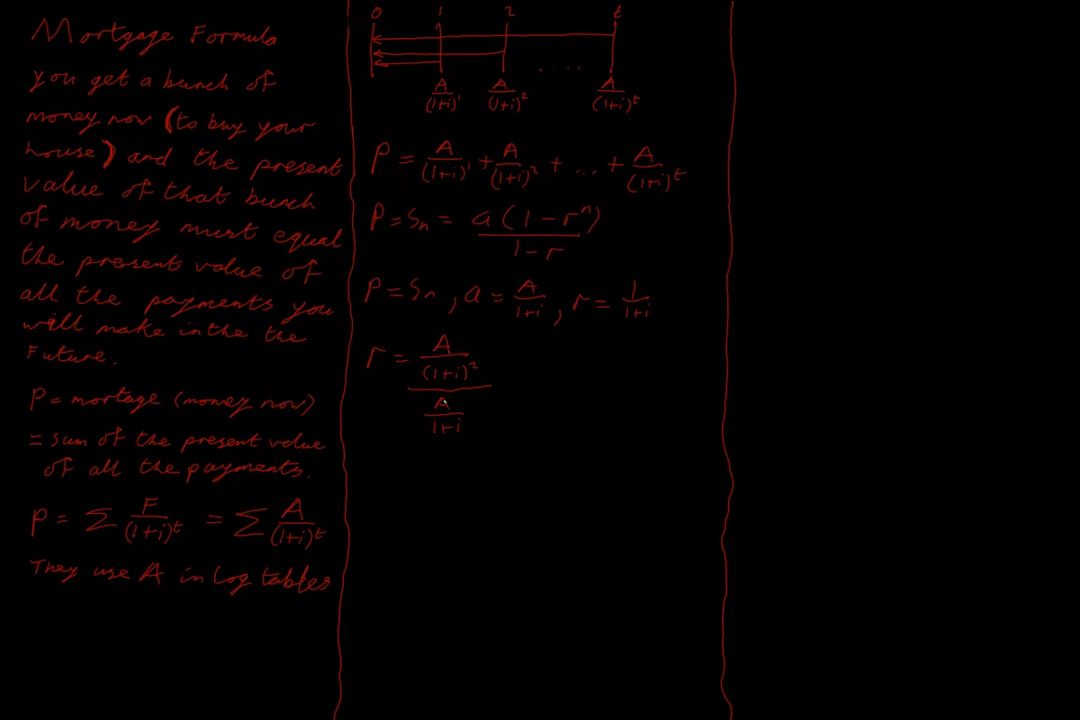 Mortgage Formula
you get a bunch of
money now (to buy your
house) and the present
value of that bunch
of money must equal
the present value of
all the payments you
will make in the the
Future.
P = mortage (money now)
= sum of the present value
of all the payments.
P = Σ F/(1+i)^t = Σ A/(1+i)^t
They use A in log tables
0 1 2 t
A/(1+i)^1 A/(1+i)^2 .... A/(1+i)^t
P = A/(1+i)^1 + A/(1+i)^2 + ... + A/(1+i)^t
P = Sn = a(1-r^n)/1-r
P = Sn, a = A/1+i, r = 1/1+i
r = A/(1+i)^2 / A/1+i